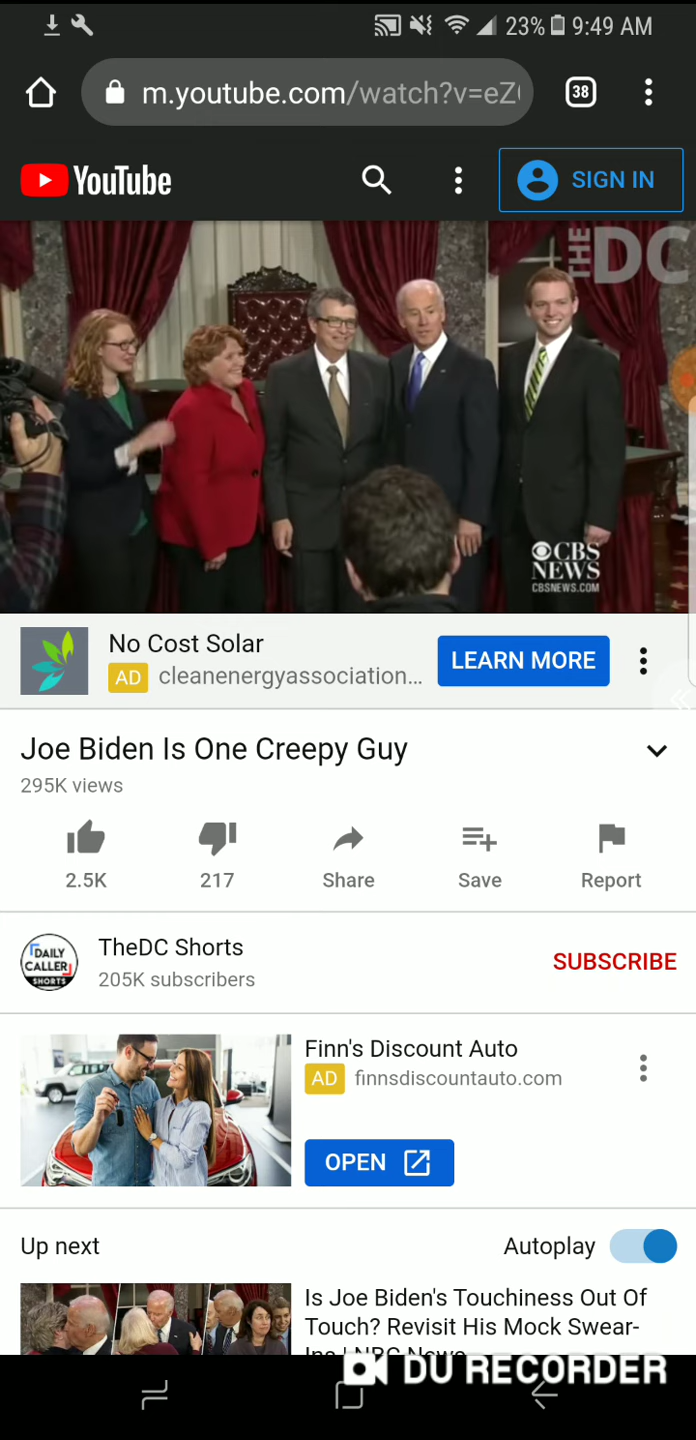 23% 9:49 AM
m.youtube.com/watch?v=eZ
38
YouTube
SIGN IN
THE DC
CBS
NEWS
CBSNEWS.COM
No Cost Solar
AD cleanenergyassociation...
LEARN MORE
Joe Biden Is One Creepy Guy
295K views
2.5K
217
Share
Save
Report
DAILY
CALLER
SHORTS
TheDC Shorts
205K subscribers
SUBSCRIBE
Finn's Discount Auto
AD finnsdiscountauto.com
OPEN
Up next
Autoplay
Is Joe Biden's Touchiness Out Of
Touch? Revisit His Mock Swear-
Ins | NBC News
DU RECORDER